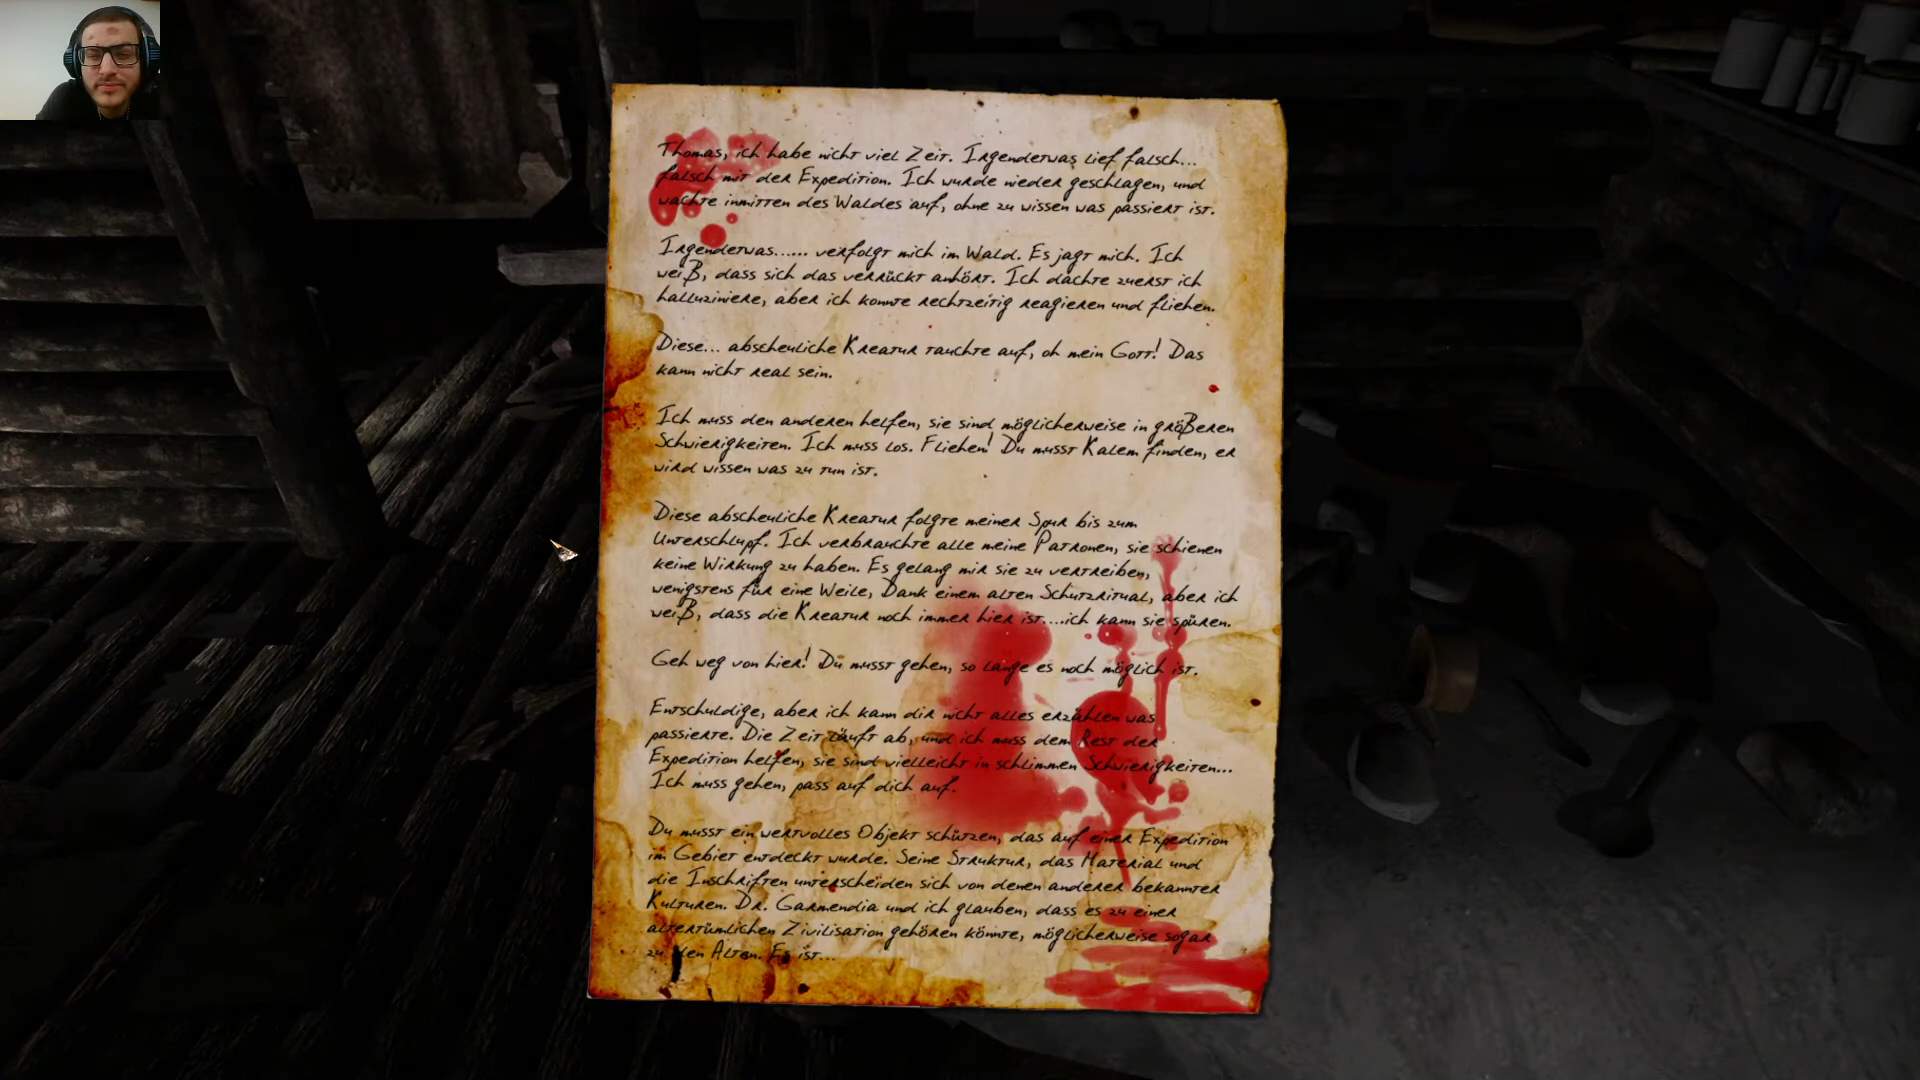 Thomas, ich habe nicht viel Zeit. Irgendetwas lief falsch...
falsch mit der Expedition. Ich wurde nieder geschlagen, und
wachte inmitten des Waldes auf, ohne zu wissen was passiert ist.
Irgendetwas...... verfolgt mich im Wald. Es jagt mich. Ich
weiß, dass sich das verrückt anhört. Ich dachte zuerst ich
halluziniere, aber ich konnte rechtzeitig reagieren und fliehen.
Diese... abscheuliche Kreatur tauchte auf, oh mein Gott! Das
kann nicht real sein.
Ich muss den anderen helfen, sie sind möglicherweise in größeren
Schwierigkeiten. Ich muss los. Fliehen! Du musst Kalem finden, er
wird wissen was zu tun ist.
Diese abscheuliche Kreatur folgte meiner Spur bis zum
Unterschlupf. Ich verbrauchte alle meine Patronen, sie schienen
keine Wirkung zu haben. Es gelang mir sie zu vertreiben,
wenigstens für eine Weile, Dank einem alten Schutzritual, aber ich
weiß, dass die Kreatur noch immer hier ist....ich kann sie spüren.
Geh weg von hier! Du musst gehen, so lange es noch möglich ist.
Entschuldige, aber ich kann dir nicht alles erzählen was
passierte. Die Zeit läuft ab, und ich muss dem Rest der
Expedition helfen, sie sind vielleicht in schlimmen Schwierigkeiten...
Ich muss gehen, pass auf dich auf.
Du musst ein wertvolles Objekt schützen, das auf einer Expedition
im Gebiet entdeckt wurde. Seine Struktur, das Material und
die Inschriften unterscheiden sich von denen anderer bekannter
Kulturen. Dr. Garmendia und ich glauben, dass es zu einer
altertümlichen Zivilisation gehören könnte, möglicherweise sogar
zu den Alten. Es ist...